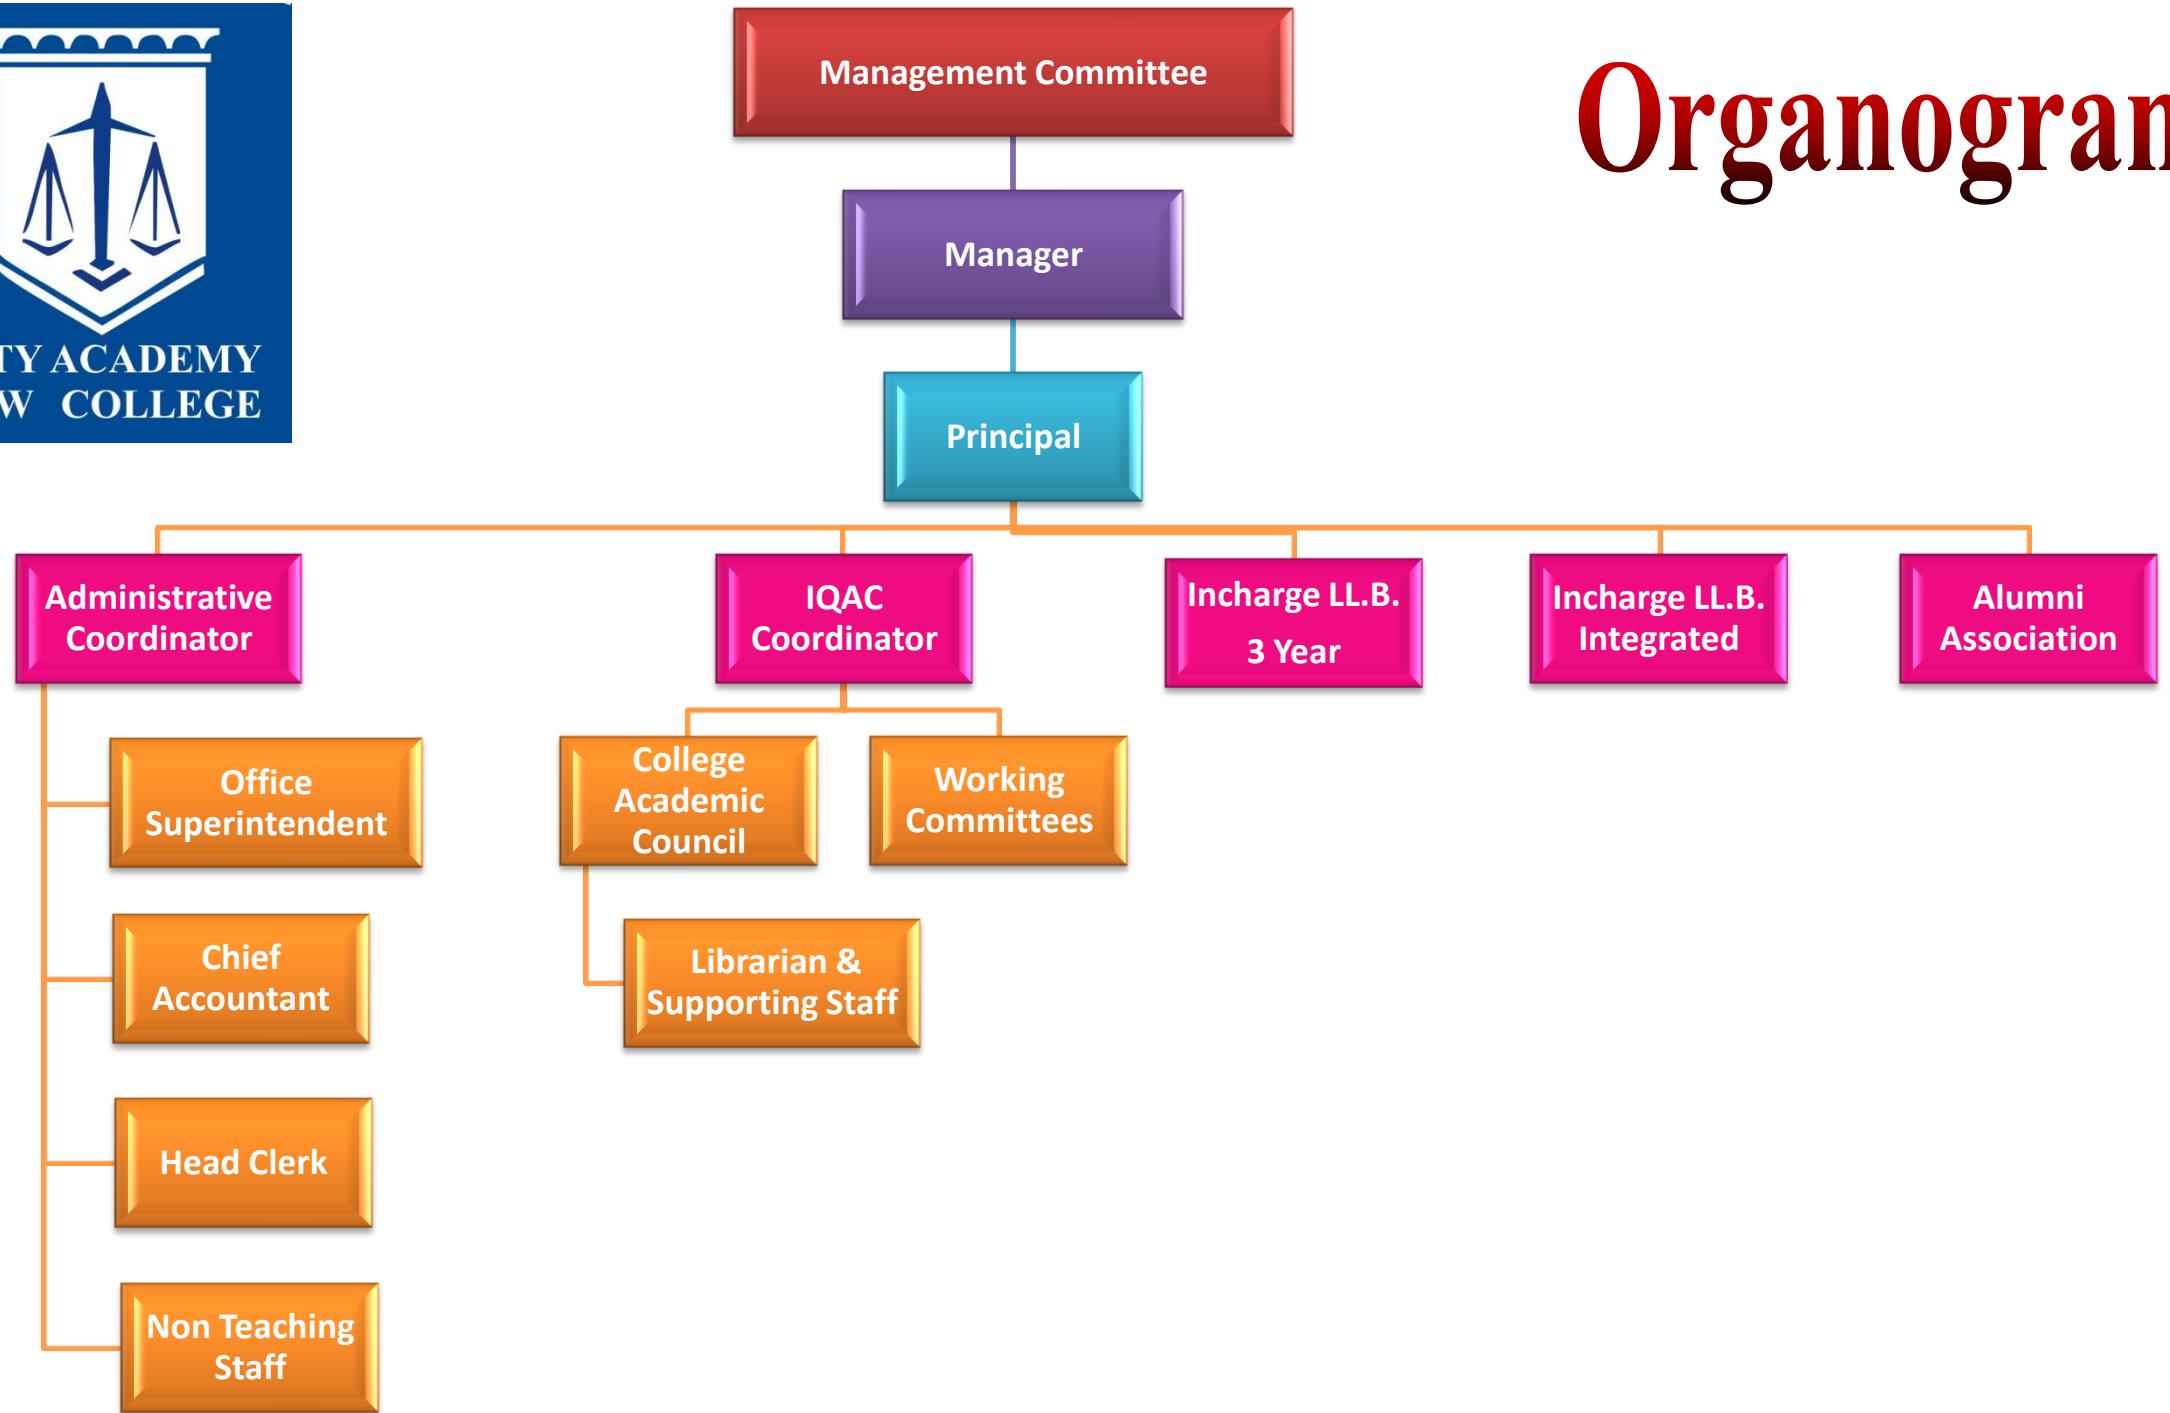 Management Committee
Organogram
Manager
TY ACADEMY
W COLLEGE
Principal
Administrative
Coordinator
IQAC
Coordinator
Incharge LL.B.
3 Year
Incharge LL.B.
Integrated
Alumni
Association
Office
Superintendent
College
Academic
Council
Working
Committees
Chief
Accountant
Librarian &
Supporting Staff
Head Clerk
Non Teaching
Staff